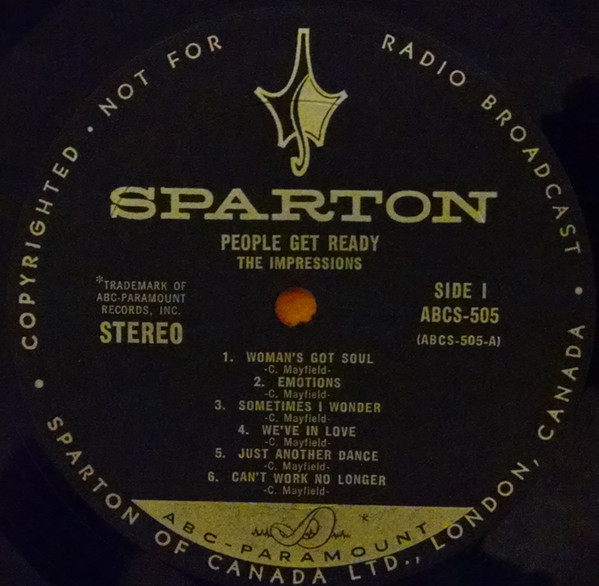 COPYRIGHTED • NOT FOR RADIO BROADCAST •
SPARTON
PEOPLE GET READY
THE IMPRESSIONS
*TRADEMARK OF
ABC-PARAMOUNT
RECORDS, INC.
STEREO
SIDE I
ABCS-505
(ABCS-505-A)
1. WOMAN'S GOT SOUL
-C. Mayfield-
2. EMOTIONS
-C. Mayfield-
3. SOMETIMES I WONDER
-C. Mayfield-
4. WE'VE IN LOVE
-C. Mayfield-
5. JUST ANOTHER DANCE
-C. Mayfield-
6. CAN'T WORK NO LONGER
-C. Mayfield-
ABC-PARAMOUNT
• SPARTON OF CANADA LTD., LONDON, CANADA